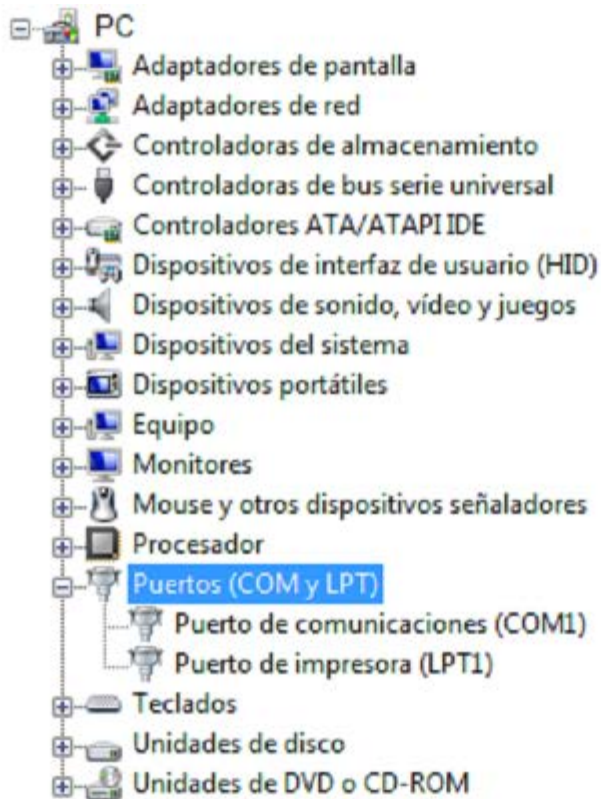 PC
Adaptadores de pantalla
Adaptadores de red
Controladoras de almacenamiento
Controladoras de bus serie universal
Controladores ATA/ATAPI IDE
Dispositivos de interfaz de usuario (HID)
Dispositivos de sonido, vídeo y juegos
Dispositivos del sistema
Dispositivos portátiles
Equipo
Monitores
Mouse y otros dispositivos señaladores
Procesador
Puertos (COM y LPT)
Puerto de comunicaciones (COM1)
Puerto de impresora (LPT1)
Teclados
Unidades de disco
Unidades de DVD o CD-ROM